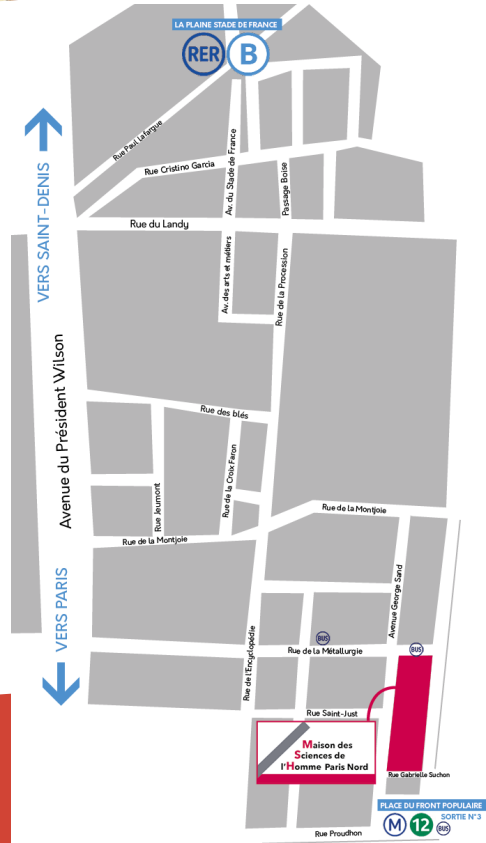 LA PLAINE STADE DE FRANCE
RER B
Rue Paul Lafargue
Rue Cristino Garcia
Av. du Stade de France
Passage Boise
VERS SAINT-DENIS
Rue du Landy
Av. des arts et métiers
Rue de la Procession
Avenue du Président Wilson
Rue des blés
Rue de la Croix Faron
Rue Jeumont
Rue de la Montjoie
Rue de la Montjoie
VERS PARIS
Avenue George Sand
Rue de l'Encyclopédie
BUS
Rue de la Métallurgie
BUS
Rue Saint-Just
Maison des
Sciences de
l'Homme Paris Nord
Rue Gabrielle Suchon
PLACE DU FRONT POPULAIRE
SORTIE N°3
M 12 BUS
Rue Proudhon